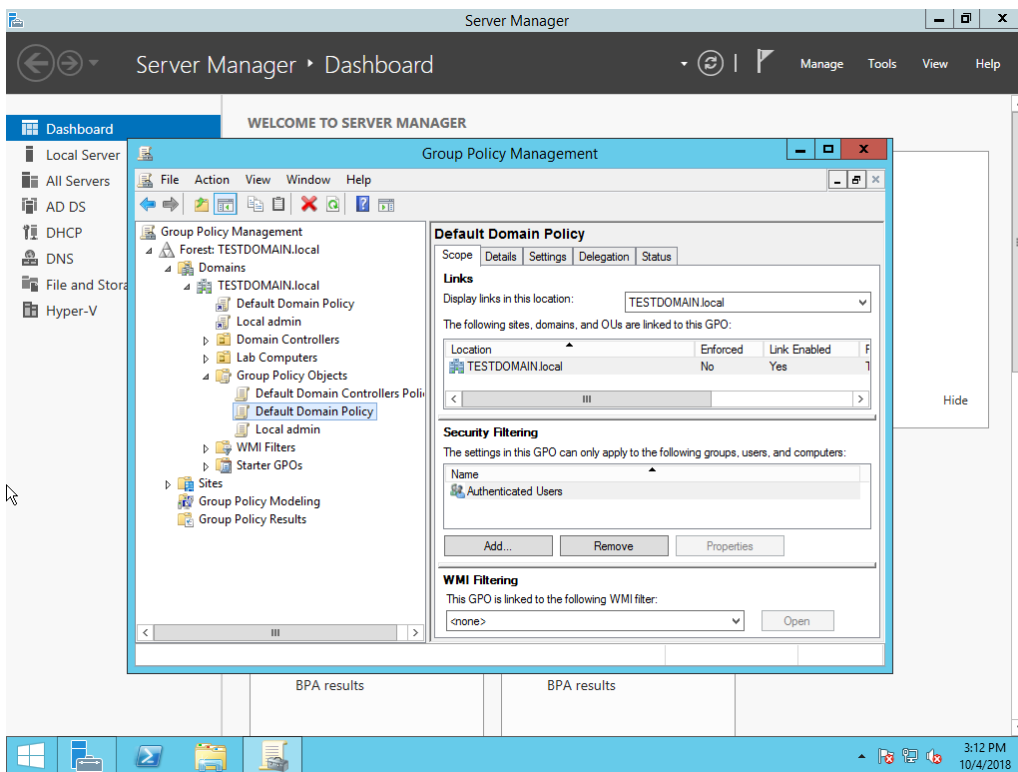 Server Manager
Server Manager ‣ Dashboard
Manage Tools View Help
Dashboard
Local Server
All Servers
AD DS
DHCP
DNS
File and Stora
Hyper-V
WELCOME TO SERVER MANAGER
Group Policy Management
File Action View Window Help
Group Policy Management
Forest: TESTDOMAIN.local
Domains
TESTDOMAIN.local
Default Domain Policy
Local admin
Domain Controllers
Lab Computers
Group Policy Objects
Default Domain Controllers Poli
Default Domain Policy
Local admin
WMI Filters
Starter GPOs
Sites
Group Policy Modeling
Group Policy Results
Default Domain Policy
Scope Details Settings Delegation Status
Links
Display links in this location: TESTDOMAIN.local
The following sites, domains, and OUs are linked to this GPO:
Location Enforced Link Enabled
TESTDOMAIN.local No Yes
Security Filtering
The settings in this GPO can only apply to the following groups, users, and computers:
Name
Authenticated Users
Add... Remove Properties
WMI Filtering
This GPO is linked to the following WMI filter:
<none> Open
Hide
BPA results BPA results
3:12 PM
10/4/2018